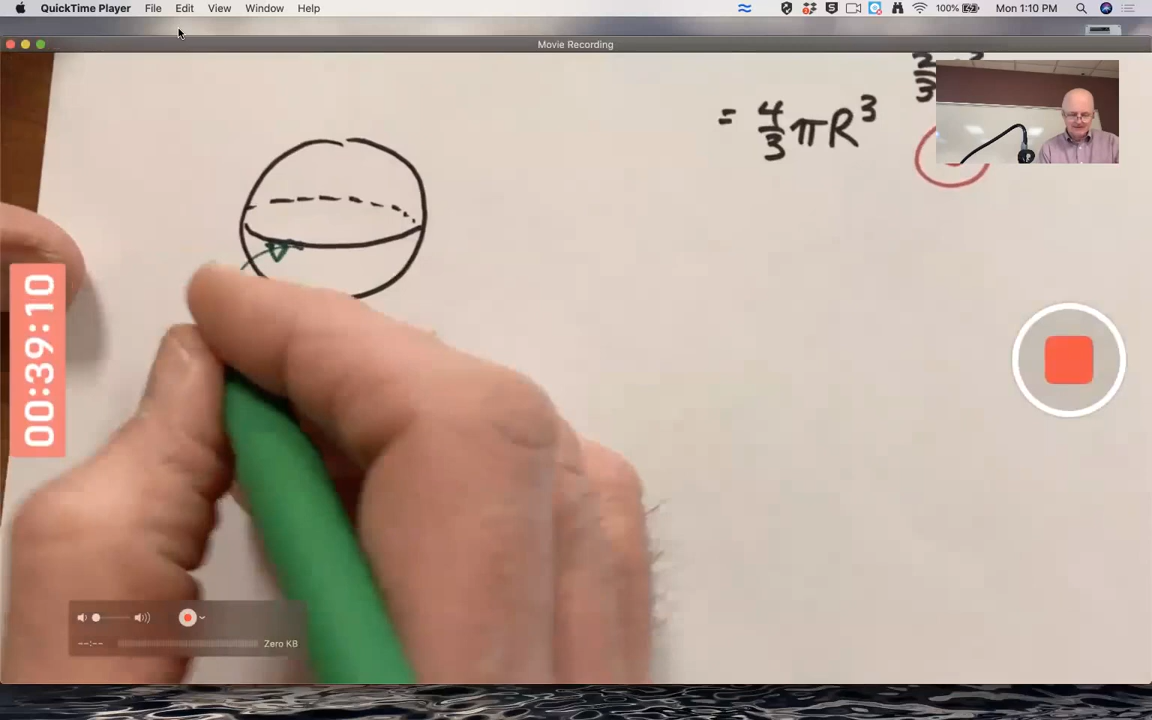 QuickTime Player File Edit View Window Help 100% Mon 1:10 PM
Movie Recording
= 4/3 πR³
00:39:10
--:-- Zero KB